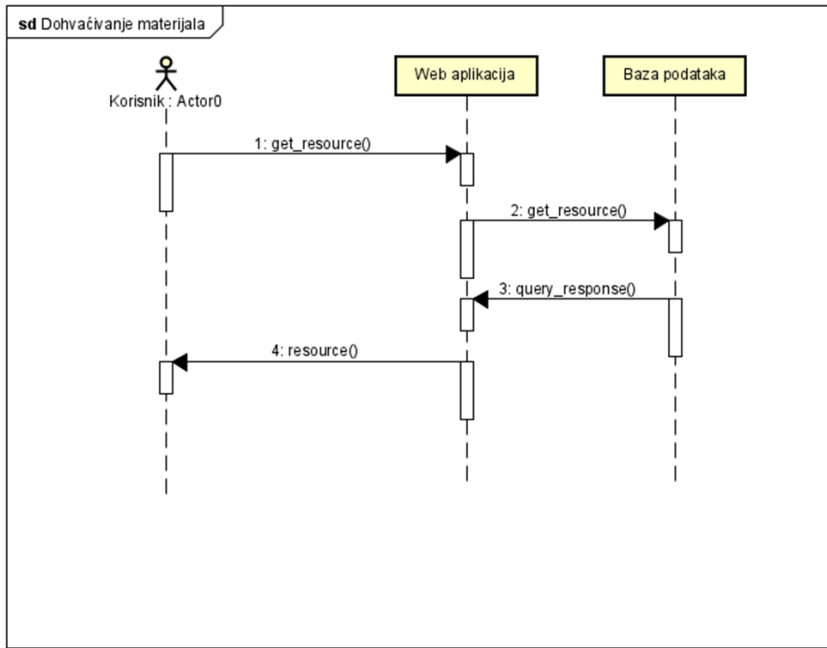 sd Dohvaćivanje materijala
Korisnik : Actor0
Web aplikacija
Baza podataka
1: get_resource()
2: get_resource()
3: query_response()
4: resource()